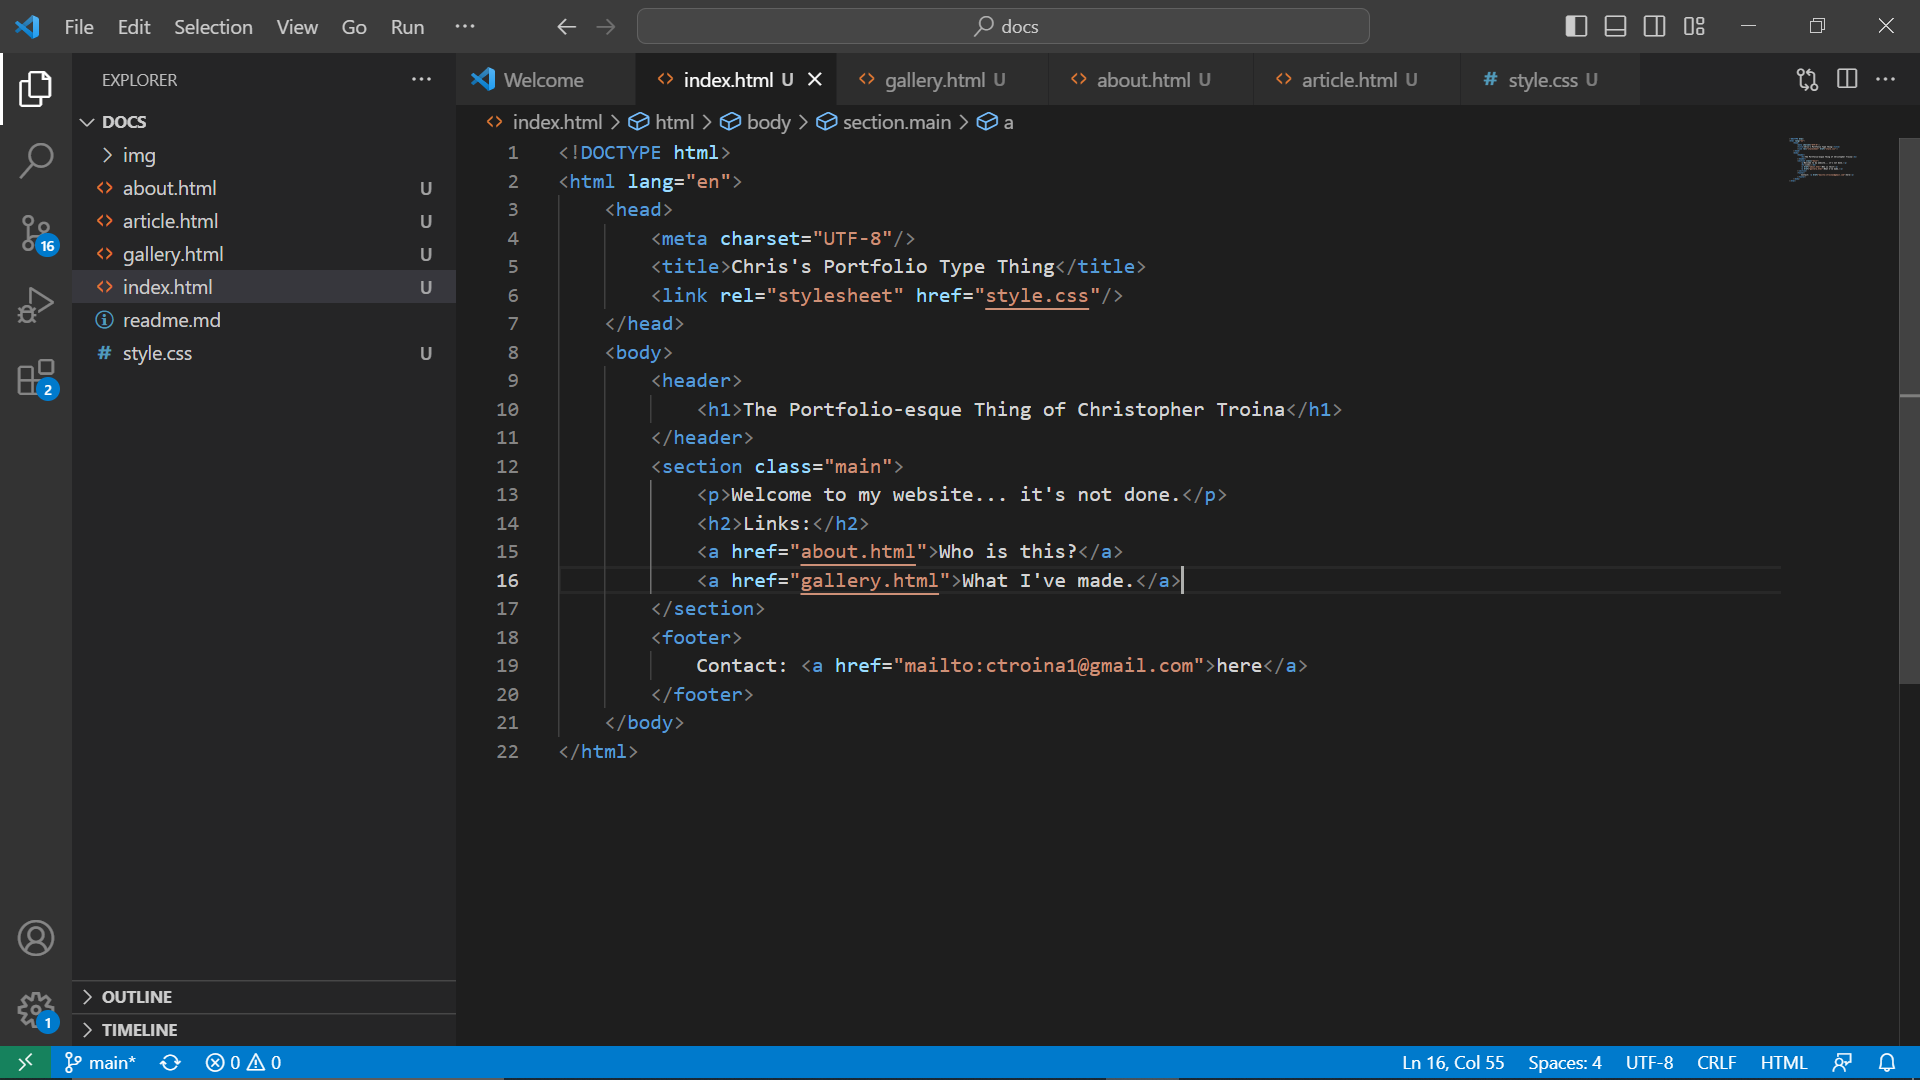 File Edit Selection View Go Run ··· docs
EXPLORER ···
DOCS
img
about.html U
article.html U
gallery.html U
index.html U
readme.md
style.css U
16
2
1
OUTLINE
TIMELINE
Welcome index.html U gallery.html U about.html U article.html U # style.css U ···
index.html > html > body > section.main > a
1 <!DOCTYPE html>
2 <html lang="en">
3 <head>
4 <meta charset="UTF-8"/>
5 <title>Chris's Portfolio Type Thing</title>
6 <link rel="stylesheet" href="style.css"/>
7 </head>
8 <body>
9 <header>
10 <h1>The Portfolio-esque Thing of Christopher Troina</h1>
11 </header>
12 <section class="main">
13 <p>Welcome to my website... it's not done.</p>
14 <h2>Links:</h2>
15 <a href="about.html">Who is this?</a>
16 <a href="gallery.html">What I've made.</a>
17 </section>
18 <footer>
19 Contact: <a href="mailto:ctroina1@gmail.com">here</a>
20 </footer>
21 </body>
22 </html>
main* 0 0 Ln 16, Col 55 Spaces: 4 UTF-8 CRLF HTML